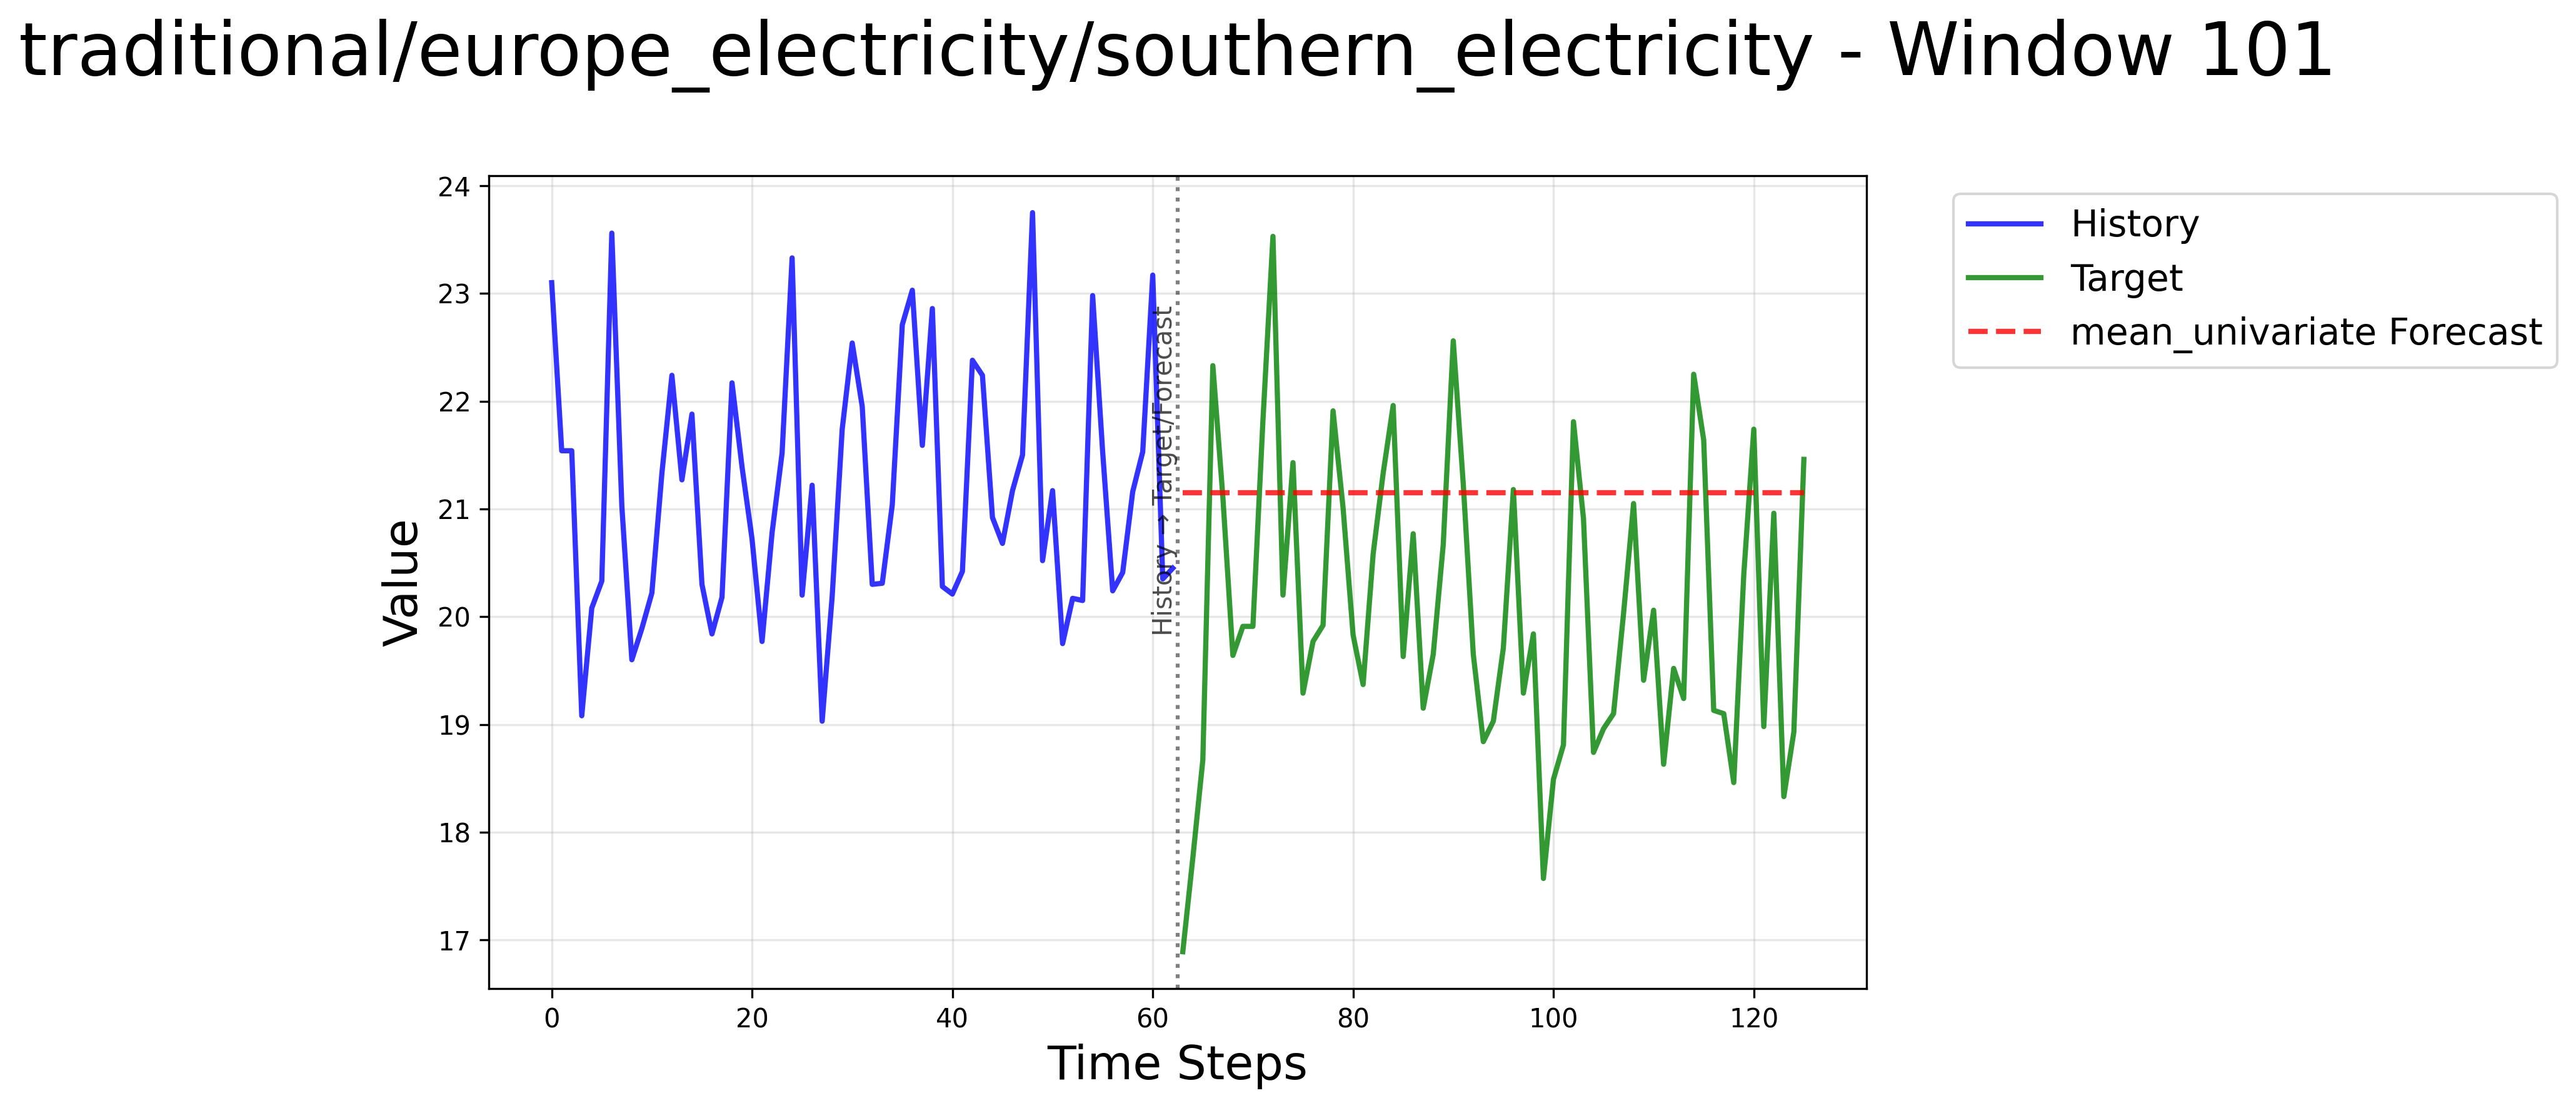 traditional/europe_electricity/southern_electricity - Window 101
History
Target
mean_univariate Forecast
Value
24
23
22
21
20
19
18
17
History → Target/Forecast
0
20
40
60
80
100
120
Time Steps